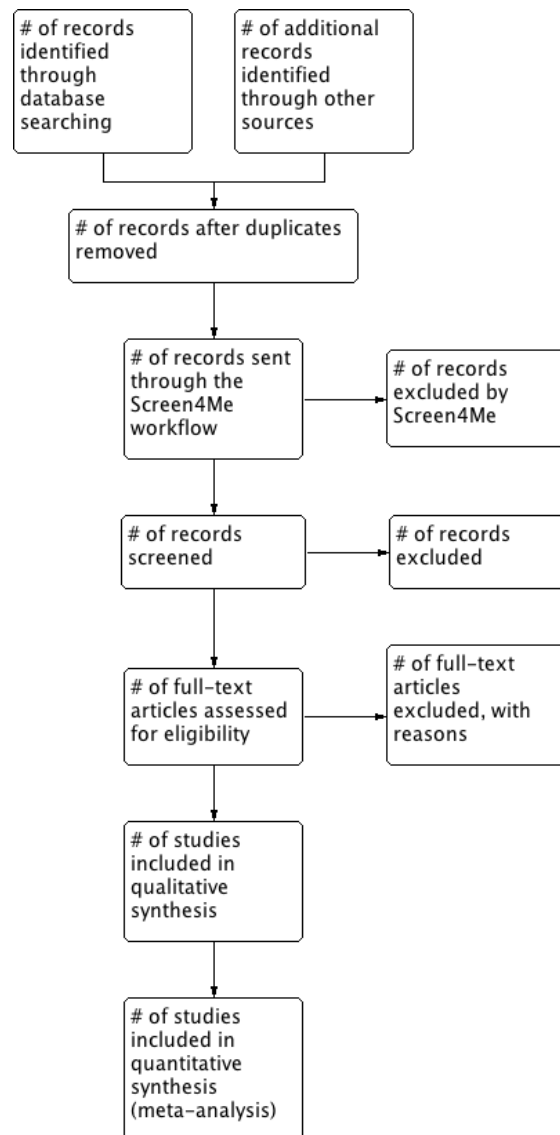 # of records
identified
through
database
searching
# of additional
records
identified
through other
sources
# of records after duplicates
removed
# of records sent
through the
Screen4Me
workflow
# of records
excluded by
Screen4Me
# of records
screened
# of records
excluded
# of full-text
articles assessed
for eligibility
# of full-text
articles
excluded, with
reasons
# of studies
included in
qualitative
synthesis
# of studies
included in
quantitative
synthesis
(meta-analysis)